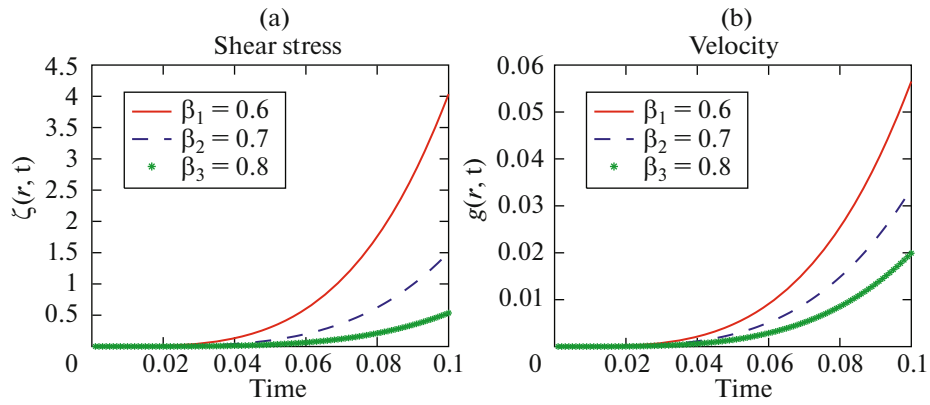 (a)
Shear stress
4.5
4
3.5
3
2.5
2
1.5
1
0.5
0
0.02
0.04
0.06
0.08
0.1
Time
ζ(r, t)
β1 = 0.6
β2 = 0.7
β3 = 0.8
(b)
Velocity
0.06
0.05
0.04
0.03
0.02
0.01
0
0.02
0.04
0.06
0.08
0.1
Time
g(r, t)
β1 = 0.6
β2 = 0.7
β3 = 0.8